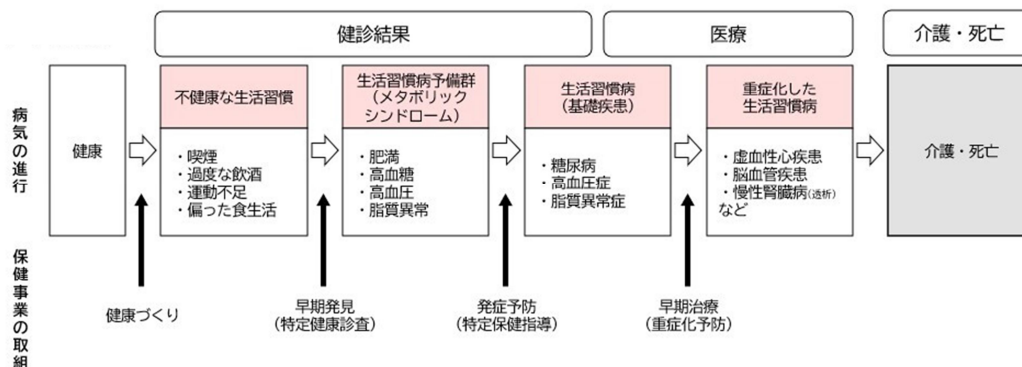 健診結果
医療
介護・死亡
病気の進行
健康
不健康な生活習慣
・喫煙
・過度な飲酒
・運動不足
・偏った食生活
生活習慣病予備群
(メタボリック
シンドローム)
・肥満
・高血糖
・高血圧
・脂質異常
生活習慣病
(基礎疾患)
・糖尿病
・高血圧症
・脂質異常症
重症化した
生活習慣病
・虚血性心疾患
・脳血管疾患
・慢性腎臓病(透析)
など
介護・死亡
保健事業の取組
健康づくり
早期発見
(特定健康診査)
発症予防
(特定保健指導)
早期治療
(重症化予防)